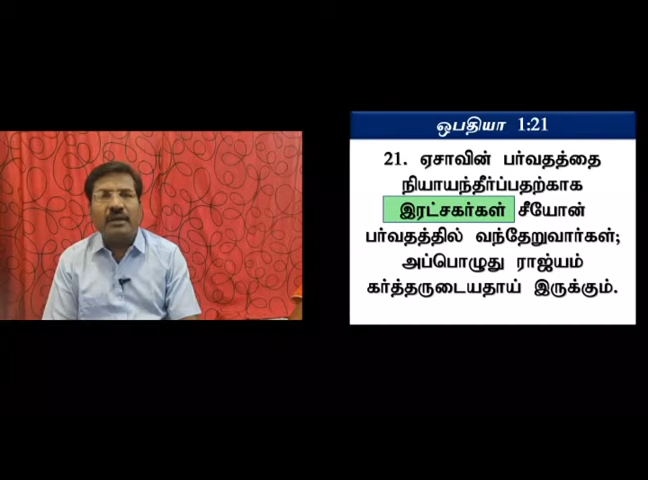 ஒபதியா 1:21
21. ஏசாவின் பர்வதத்தை
நியாயந்தீர்ப்பதற்காக
இரட்சகர்கள் சீயோன்
பர்வதத்தில் வந்தேறுவார்கள்;
அப்பொழுது ராஜ்யம்
கர்த்தருடையதாய் இருக்கும்.